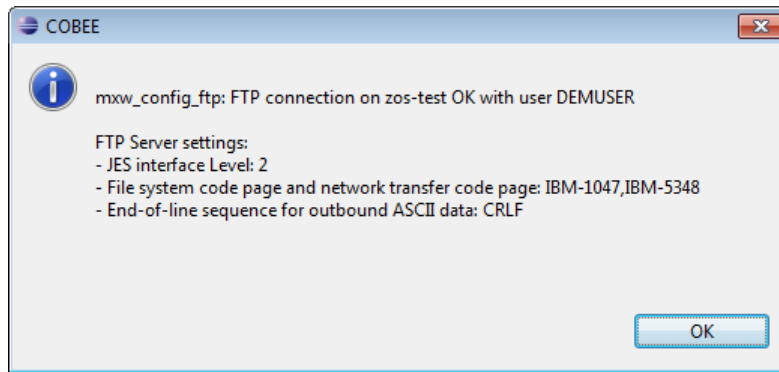 COBEE
mxw_config_ftp: FTP connection on zos-test OK with user DEMUSER
FTP Server settings:
- JES interface Level: 2
- File system code page and network transfer code page: IBM-1047,IBM-5348
- End-of-line sequence for outbound ASCII data: CRLF
OK